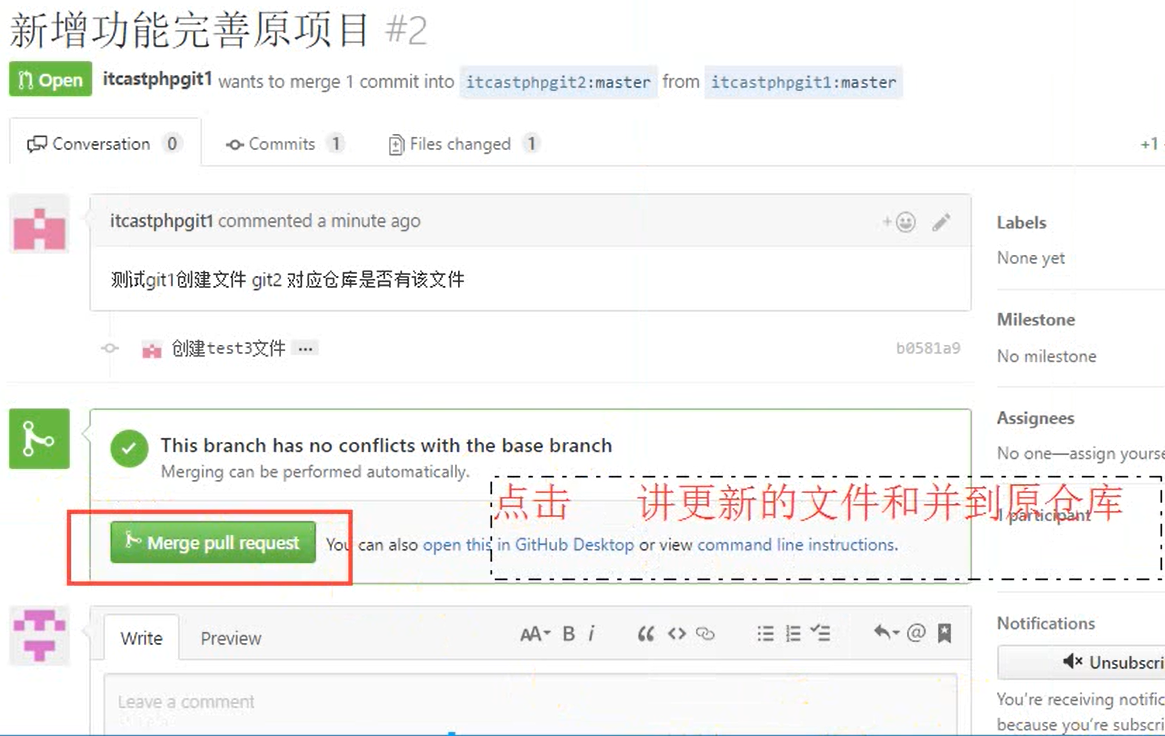 新增功能完善原项目 #2
Open itcastphpgit1 wants to merge 1 commit into itcastphpgit2:master from itcastphpgit1:master
Conversation 0 Commits 1 Files changed 1 +1
itcastphpgit1 commented a minute ago
Labels
None yet
测试git1创建文件 git2 对应仓库是否有该文件
Milestone
No milestone
创建test3文件 … b0581a9
Assignees
No one—assign yourse
This branch has no conflicts with the base branch
Merging can be performed automatically.
点击 讲更新的文件和并到原仓库
1 participant
Merge pull request You can also open this in GitHub Desktop or view command line instructions.
Write Preview AA B i
Notifications
Unsubscri
Leave a comment
You're receiving notific
because you're subscri